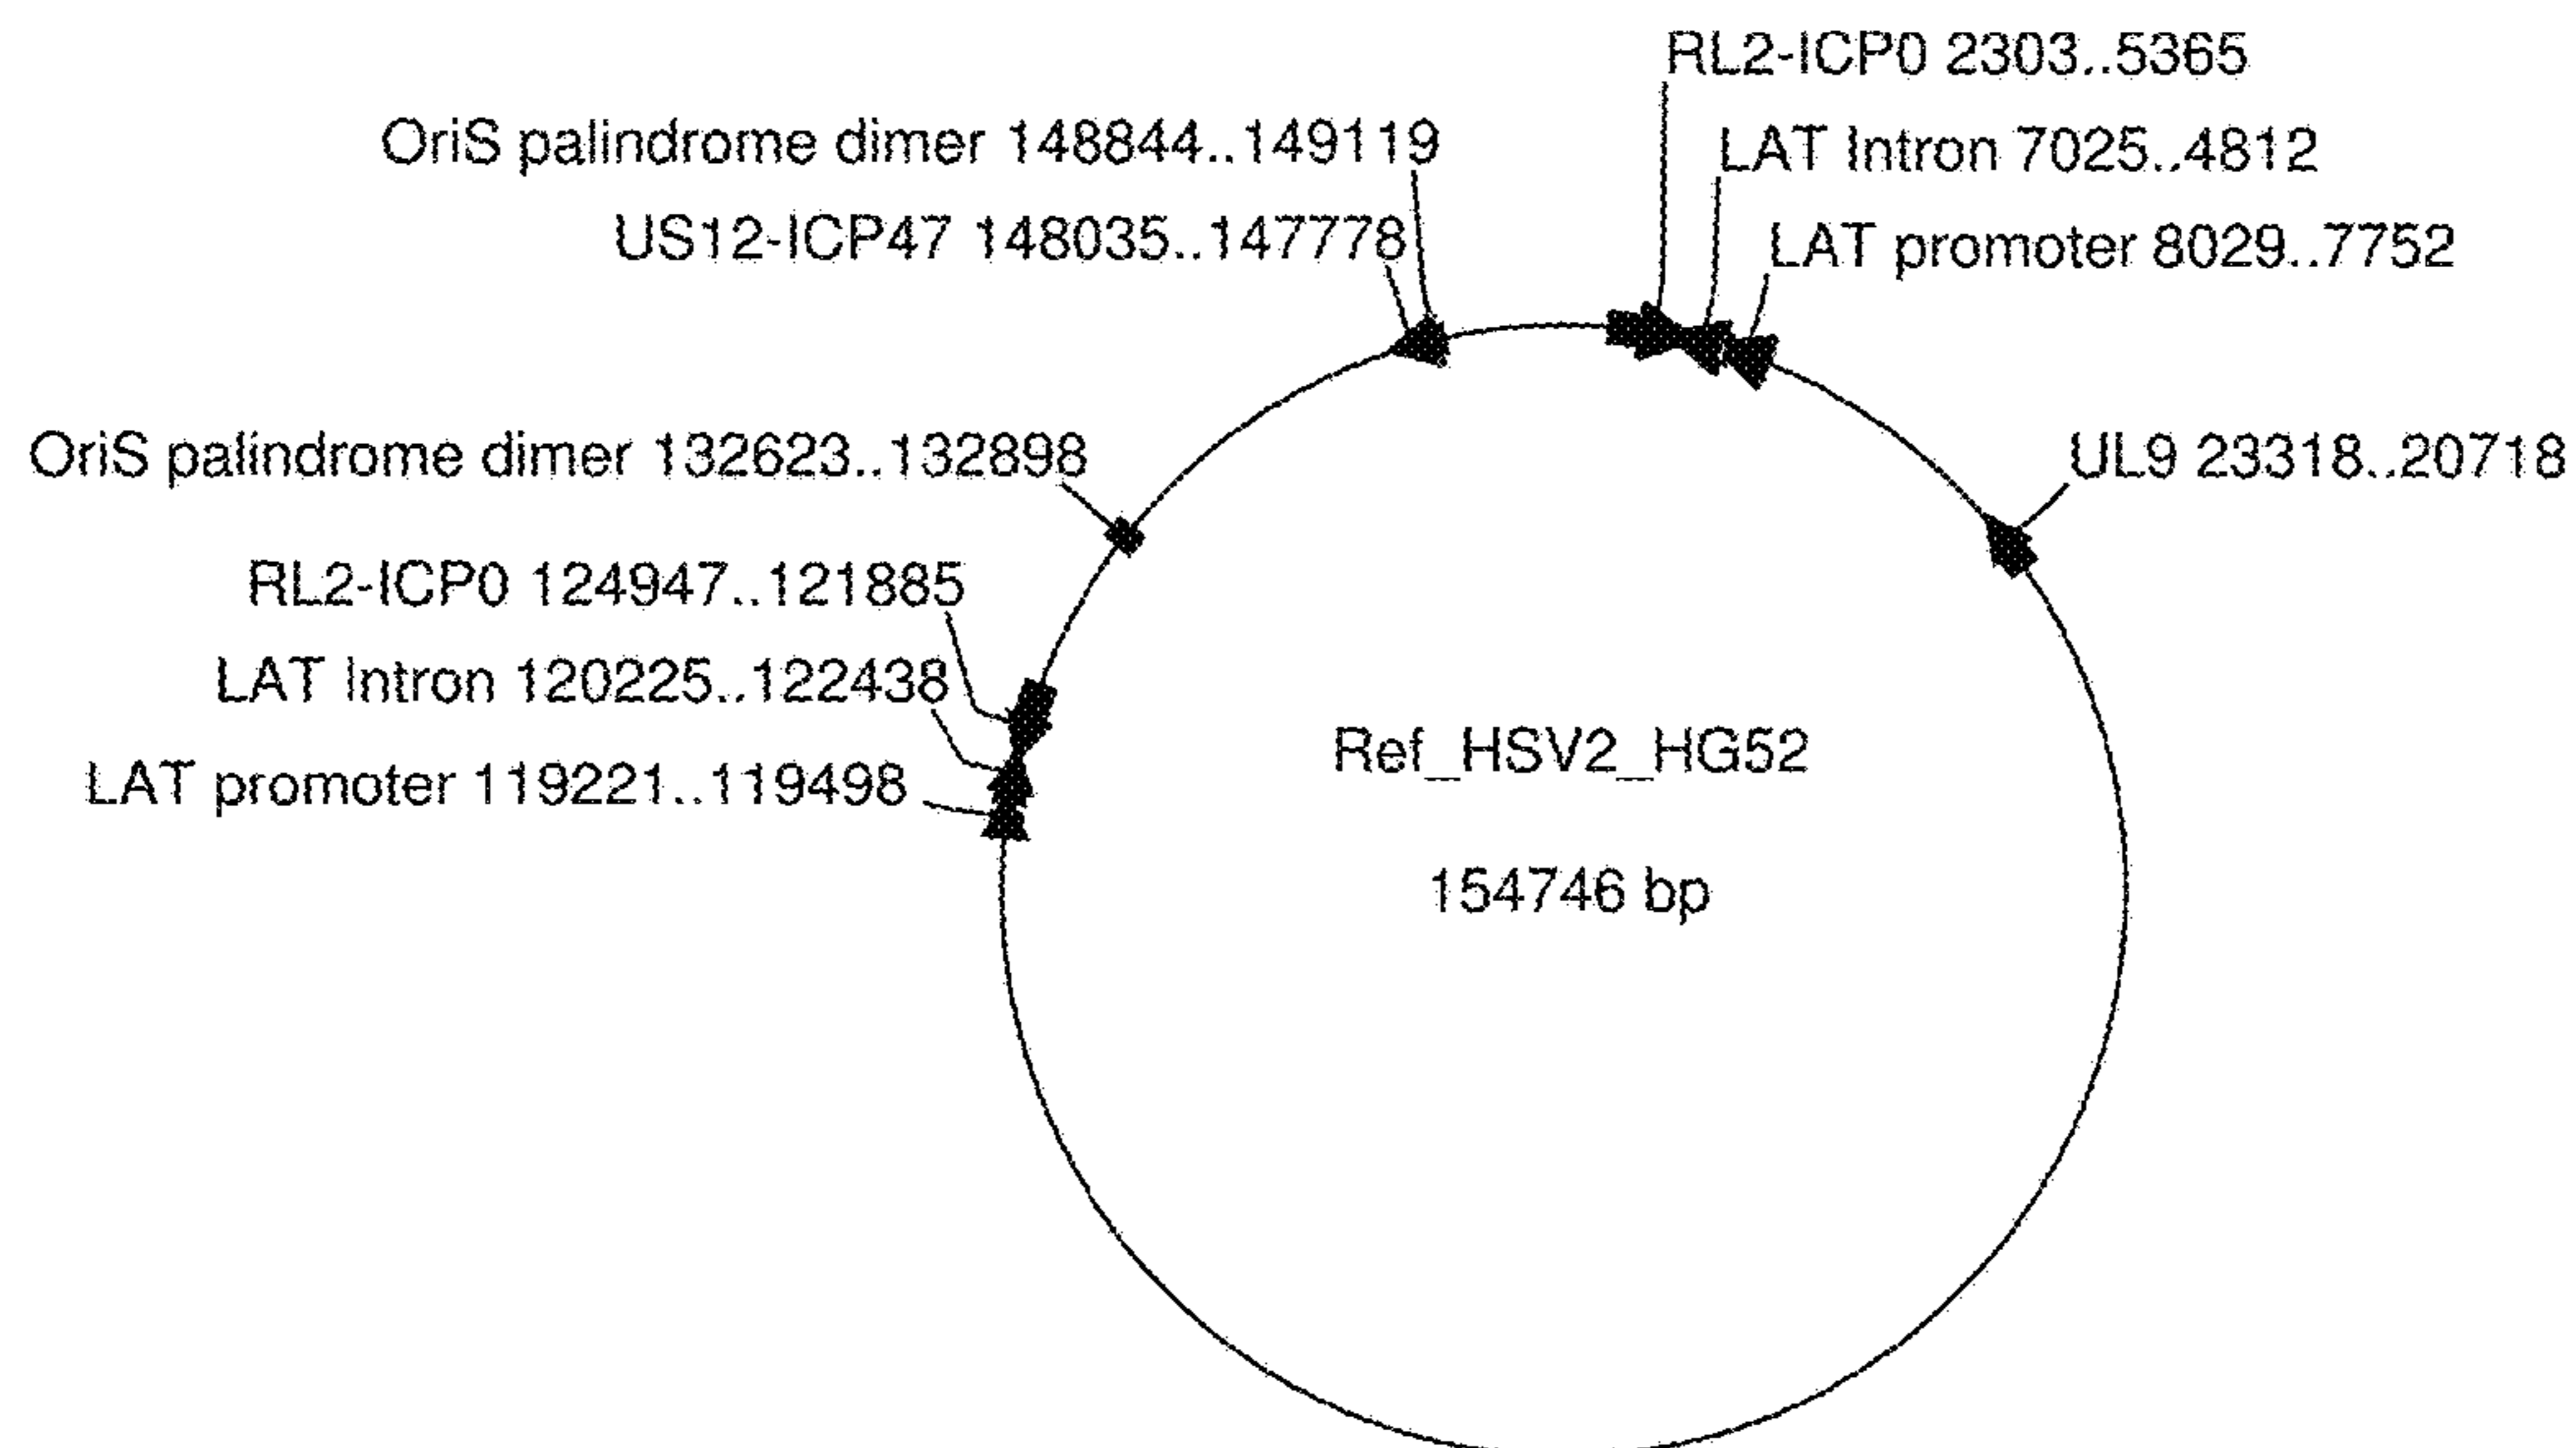 RL2-ICP0 2303..5365
OriS palindrome dimer 148844..149119
LAT Intron 7025..4812
US12-ICP47 148035..147778
LAT promoter 8029..7752
OriS palindrome dimer 132623..132898
UL9 23318..20718
RL2-ICP0 124947..121885
LAT Intron 120225..122438
LAT promoter 119221..119498
Ref_HSV2_HG52
154746 bp